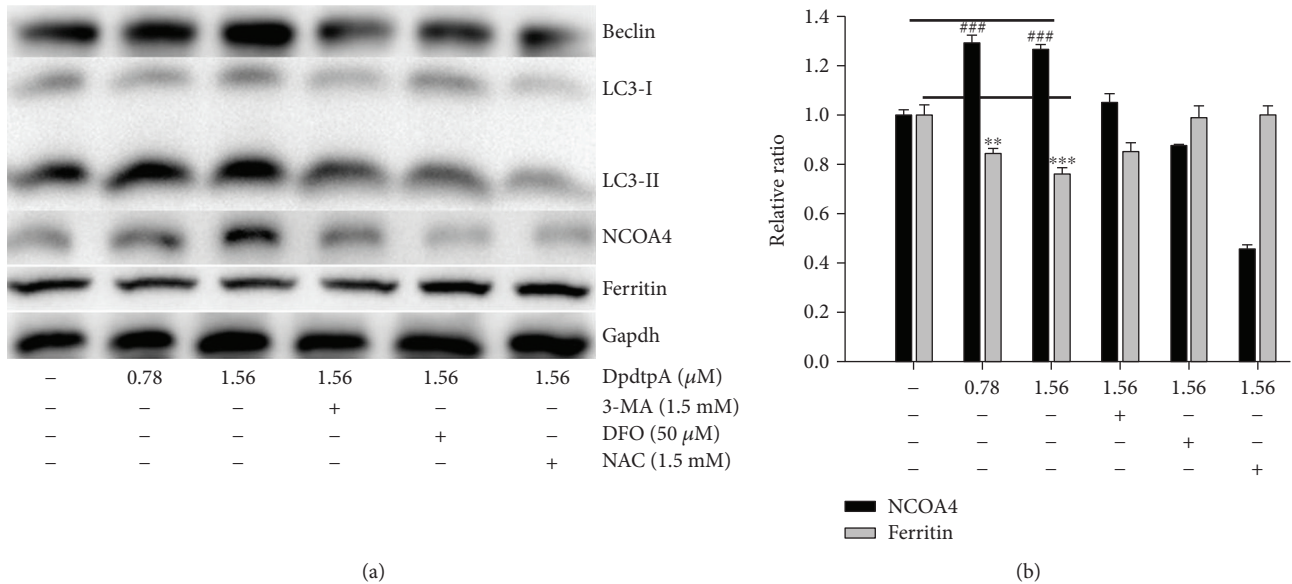 Beclin
LC3-I
LC3-II
NCOA4
Ferritin
Gapdh
– 0.78 1.56 1.56 1.56 1.56 DpdtpA (μM)
– – – + – – 3-MA (1.5 mM)
– – – – + – DFO (50 μM)
– – – – – + NAC (1.5 mM)
(a)
Relative ratio
1.4
1.2
1.0
0.8
0.6
0.4
0.2
0.0
### ###
** ***
– 0.78 1.56 1.56 1.56 1.56
– – – + – –
– – – – + –
– – – – – +
NCOA4
Ferritin
(b)